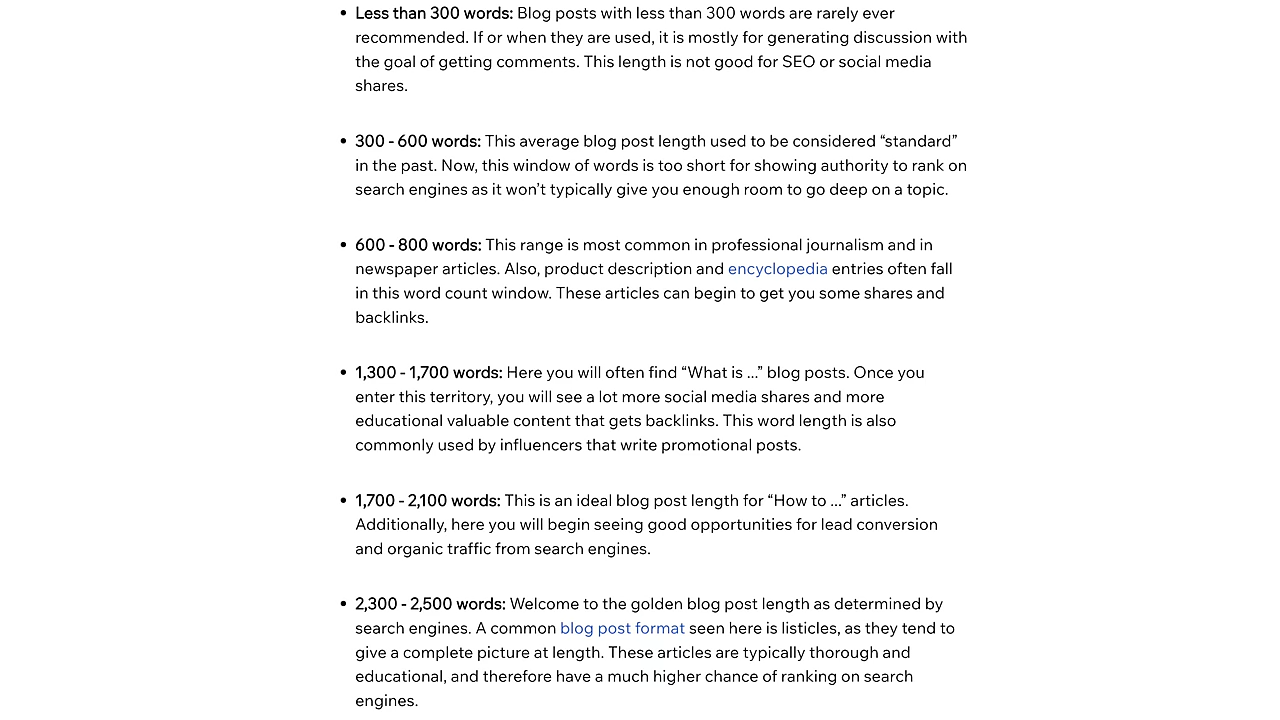 • Less than 300 words: Blog posts with less than 300 words are rarely ever
recommended. If or when they are used, it is mostly for generating discussion with
the goal of getting comments. This length is not good for SEO or social media
shares.
• 300 - 600 words: This average blog post length used to be considered “standard”
in the past. Now, this window of words is too short for showing authority to rank on
search engines as it won’t typically give you enough room to go deep on a topic.
• 600 - 800 words: This range is most common in professional journalism and in
newspaper articles. Also, product description and encyclopedia entries often fall
in this word count window. These articles can begin to get you some shares and
backlinks.
• 1,300 - 1,700 words: Here you will often find “What is ...” blog posts. Once you
enter this territory, you will see a lot more social media shares and more
educational valuable content that gets backlinks. This word length is also
commonly used by influencers that write promotional posts.
• 1,700 - 2,100 words: This is an ideal blog post length for “How to ...” articles.
Additionally, here you will begin seeing good opportunities for lead conversion
and organic traffic from search engines.
• 2,300 - 2,500 words: Welcome to the golden blog post length as determined by
search engines. A common blog post format seen here is listicles, as they tend to
give a complete picture at length. These articles are typically thorough and
educational, and therefore have a much higher chance of ranking on search
engines.